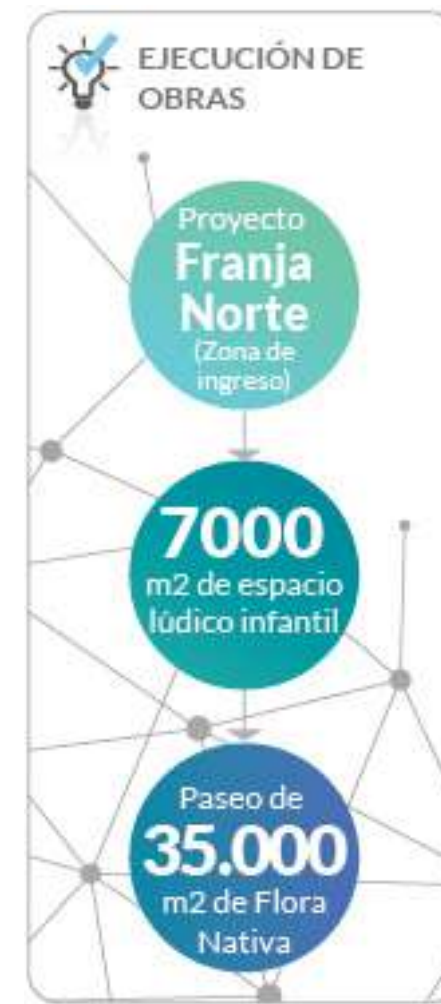 EJECUCIÓN DE
OBRAS
Proyecto
Franja
Norte
(Zona de
ingreso)
7000
m2 de espacio
lúdico infantil
Paseo de
35.000
m2 de Flora
Nativa